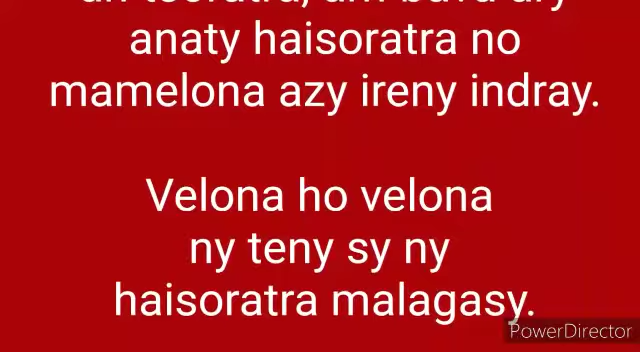 anaty haisoratra no
mamelona azy ireny indray.
Velona ho velona
ny teny sy ny
haisoratra malagasy.
PowerDirector